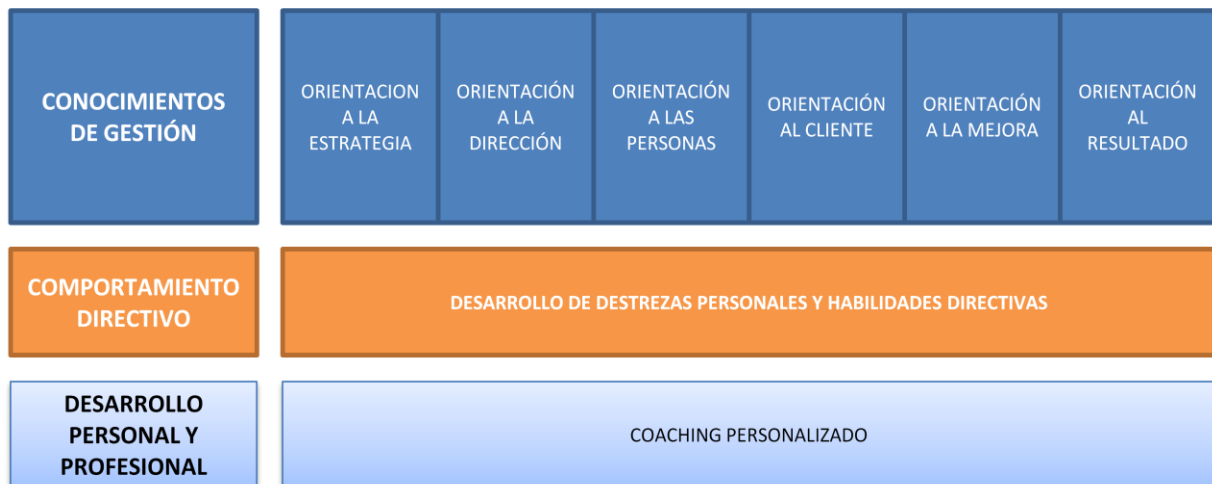 CONOCIMIENTOS
DE GESTIÓN
ORIENTACION
A LA
ESTRATEGIA
ORIENTACIÓN
A LA
DIRECCIÓN
ORIENTACIÓN
A LAS
PERSONAS
ORIENTACIÓN
AL CLIENTE
ORIENTACIÓN
A LA MEJORA
ORIENTACIÓN
AL
RESULTADO
COMPORTAMIENTO
DIRECTIVO
DESARROLLO DE DESTREZAS PERSONALES Y HABILIDADES DIRECTIVAS
DESARROLLO
PERSONAL Y
PROFESIONAL
COACHING PERSONALIZADO